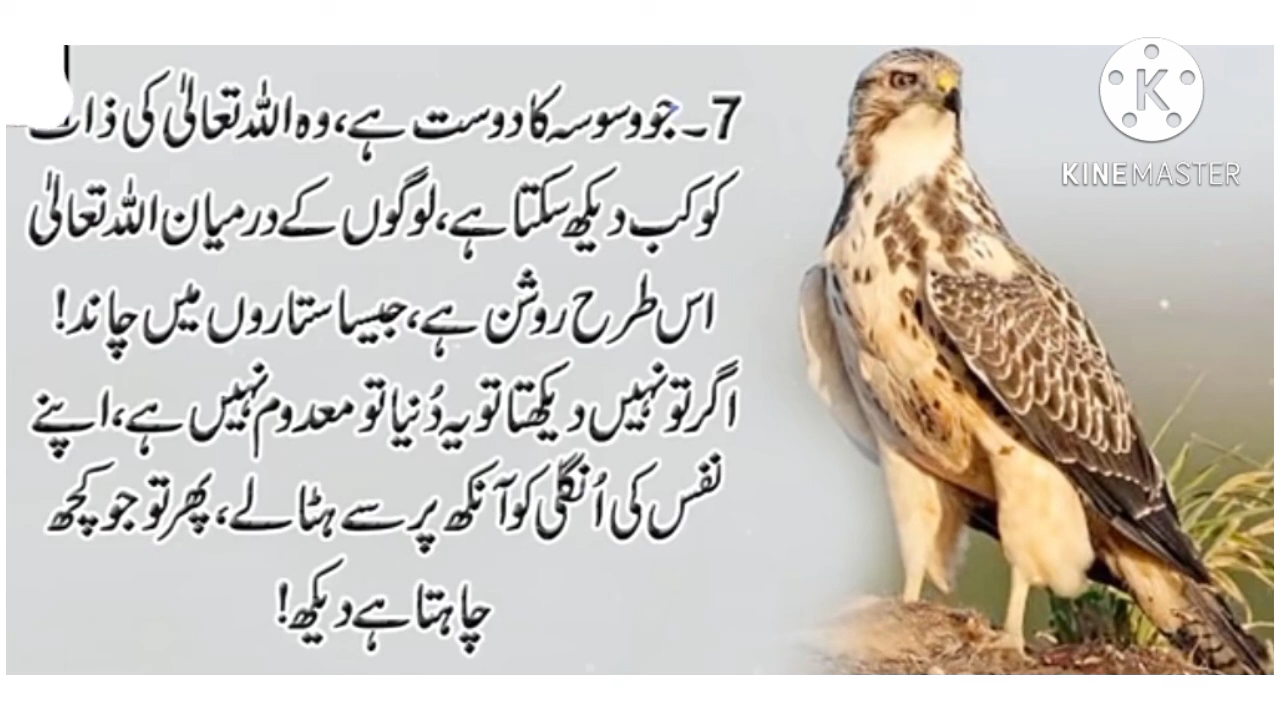 7۔ جو وسوسہ کا دوست ہے، وہ اللہ تعالیٰ کی ذات
کو کب دیکھ سکتا ہے، لوگوں کے درمیان اللہ تعالیٰ
اس طرح روشن ہے، جیسا ستاروں میں چاند!
اگر تو نہیں دیکھتا تو یہ دُنیا تو معدوم نہیں ہے، اپنے
نفس کی اُنگلی کو آنکھ پر سے ہٹا لے، پھر تو جو کچھ
چاہتا ہے دیکھ!
K
KINEMASTER